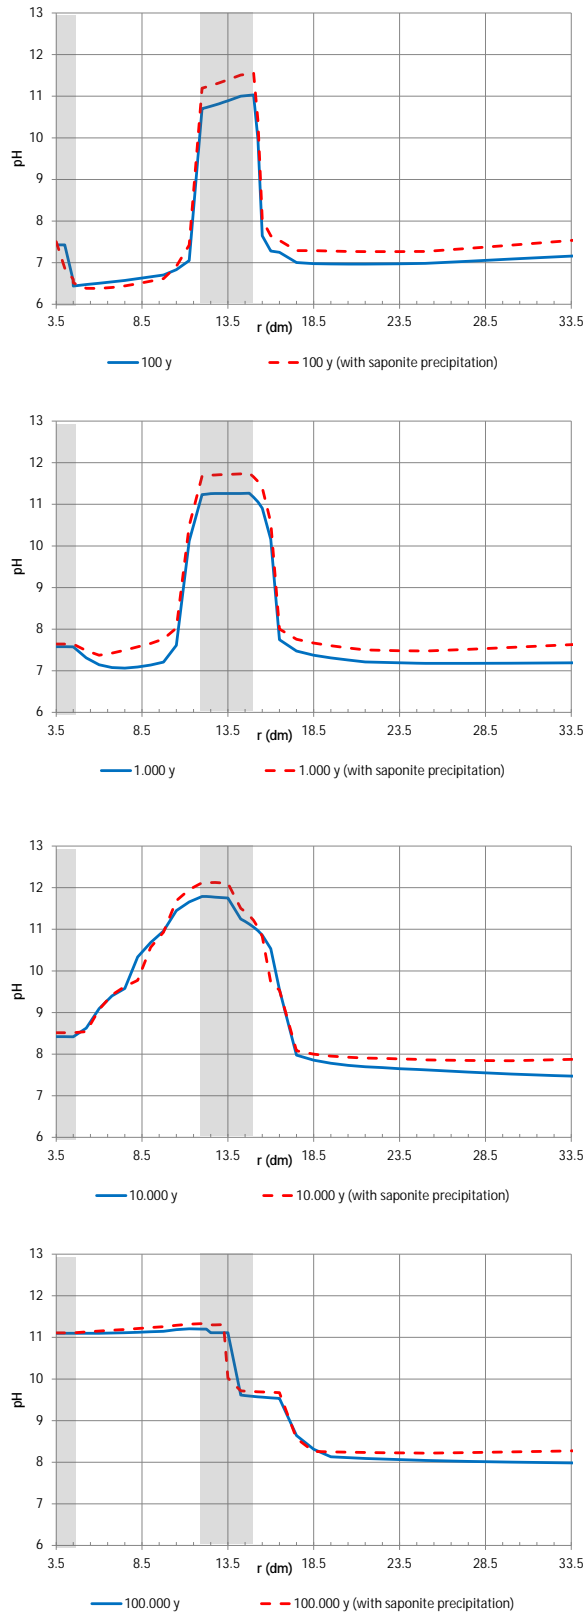 13
12
11
10
9
8
7
6
pH
3.5 8.5 13.5 18.5 23.5 28.5 33.5
r (dm)
100 y 100 y (with saponite precipitation)
13
12
11
10
9
8
7
6
pH
3.5 8.5 13.5 18.5 23.5 28.5 33.5
r (dm)
1.000 y 1.000 y (with saponite precipitation)
13
12
11
10
9
8
7
6
pH
3.5 8.5 13.5 18.5 23.5 28.5 33.5
r (dm)
10.000 y 10.000 y (with saponite precipitation)
13
12
11
10
9
8
7
6
pH
3.5 8.5 13.5 18.5 23.5 28.5 33.5
r (dm)
100.000 y 100.000 y (with saponite precipitation)